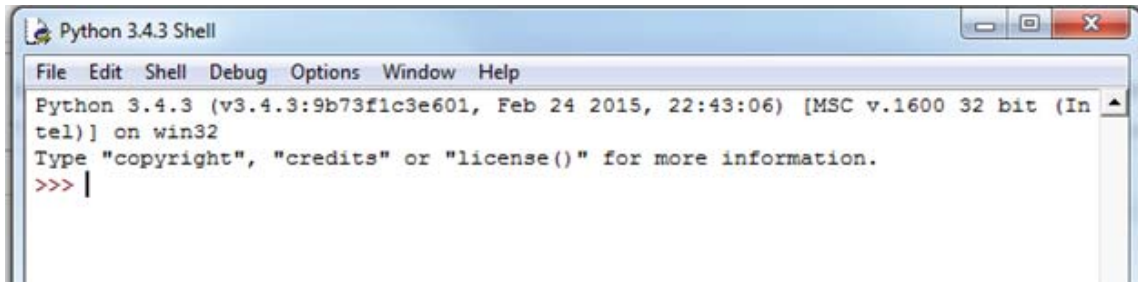 Python 3.4.3 Shell
File Edit Shell Debug Options Window Help
Python 3.4.3 (v3.4.3:9b73f1c3e601, Feb 24 2015, 22:43:06) [MSC v.1600 32 bit (In
tel)] on win32
Type "copyright", "credits" or "license()" for more information.
>>>